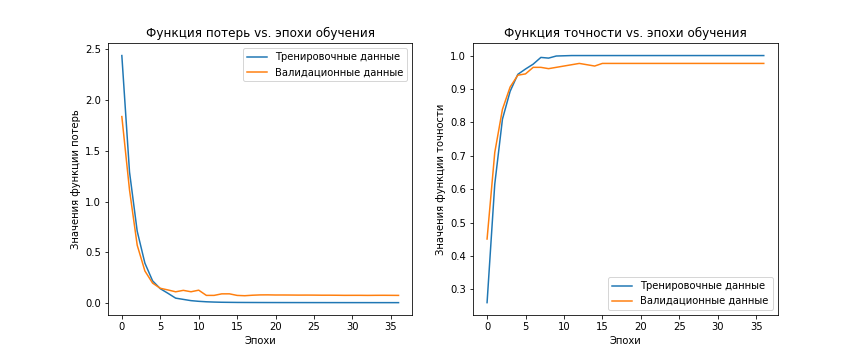 Функция потерь vs. эпохи обучения
Значения функции потерь
2.5
2.0
1.5
1.0
0.5
0.0
Тренировочные данные
Валидационные данные
0 5 10 15 20 25 30 35
Эпохи
Функция точности vs. эпохи обучения
Значения функции точности
1.0
0.9
0.8
0.7
0.6
0.5
0.4
0.3
Тренировочные данные
Валидационные данные
0 5 10 15 20 25 30 35
Эпохи